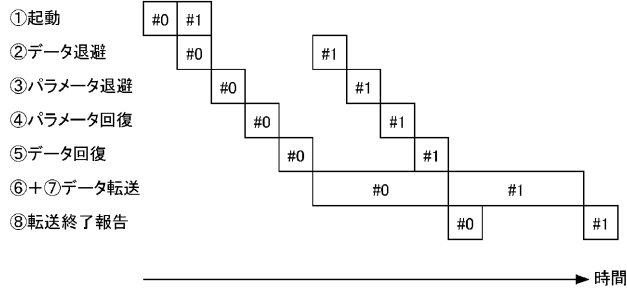 ①起動 #0 #1
②データ退避 #0 #1
③パラメータ退避 #0 #1
④パラメータ回復 #0 #1
⑤データ回復 #0 #1
⑥＋⑦データ転送 #0 #1
⑧転送終了報告 #0 #1
時間